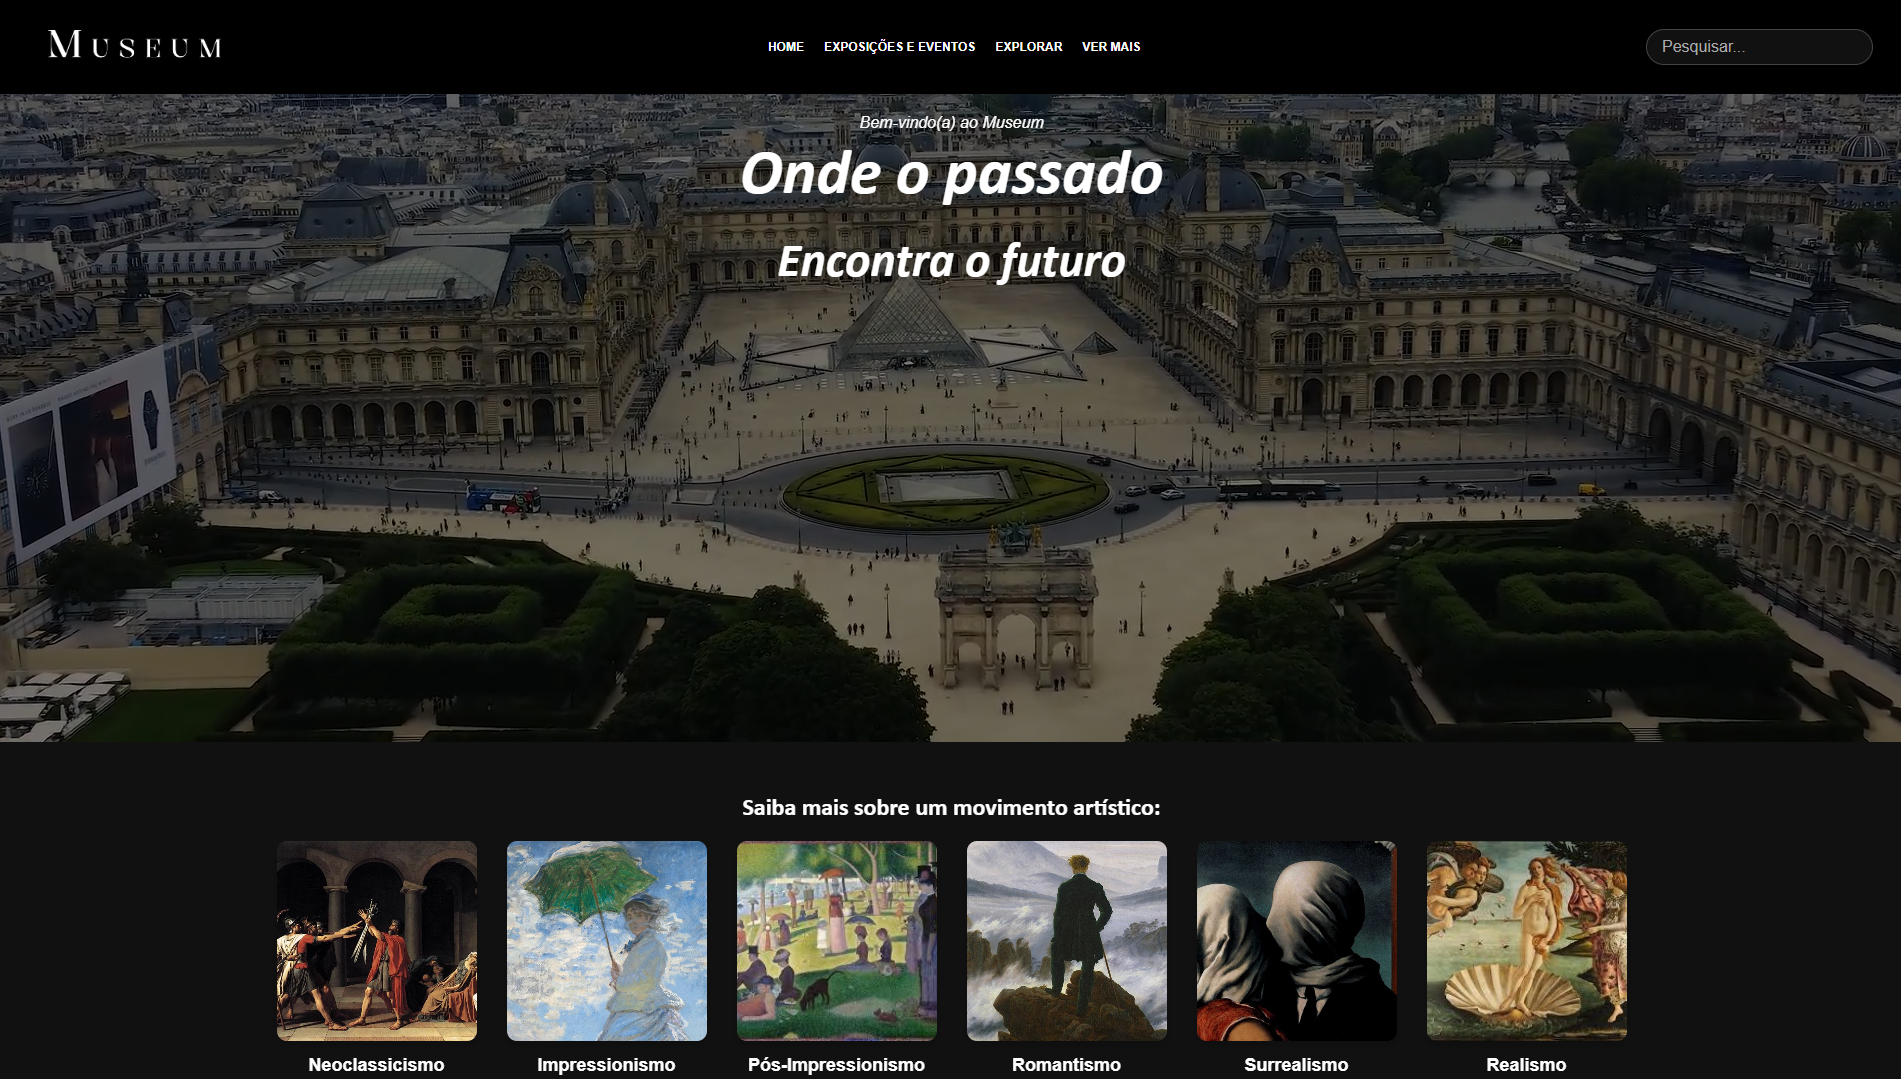 MUSEUM
HOME EXPOSIÇÕES E EVENTOS EXPLORAR VER MAIS
Pesquisar...
Bem-vindo(a) ao Museum
Onde o passado
Encontra o futuro
Saiba mais sobre um movimento artístico:
Neoclassicismo
Impressionismo
Pós-Impressionismo
Romantismo
Surrealismo
Realismo